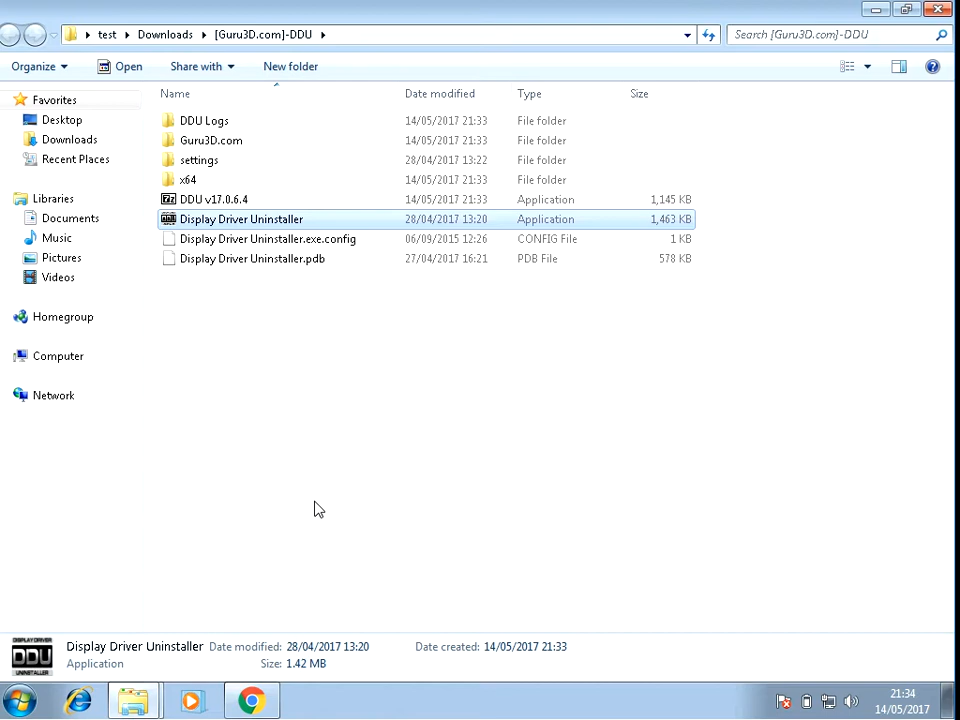 test Downloads [Guru3D.com]-DDU Search [Guru3D.com]-DDU
Organize Open Share with New folder
Name Date modified Type Size
Favorites
Desktop
Downloads
Recent Places
Libraries
Documents
Music
Pictures
Videos
Homegroup
Computer
Network
DDU Logs 14/05/2017 21:33 File folder
Guru3D.com 14/05/2017 21:33 File folder
settings 28/04/2017 13:22 File folder
x64 14/05/2017 21:33 File folder
DDU v17.0.6.4 14/05/2017 21:33 Application 1,145 KB
Display Driver Uninstaller 28/04/2017 13:20 Application 1,463 KB
Display Driver Uninstaller.exe.config 06/09/2015 12:26 CONFIG File 1 KB
Display Driver Uninstaller.pdb 27/04/2017 16:21 PDB File 578 KB
DISPLAY DRIVER
DDU
UNINSTALLER
Display Driver Uninstaller Date modified: 28/04/2017 13:20 Date created: 14/05/2017 21:33
Application Size: 1.42 MB
21:34
14/05/2017